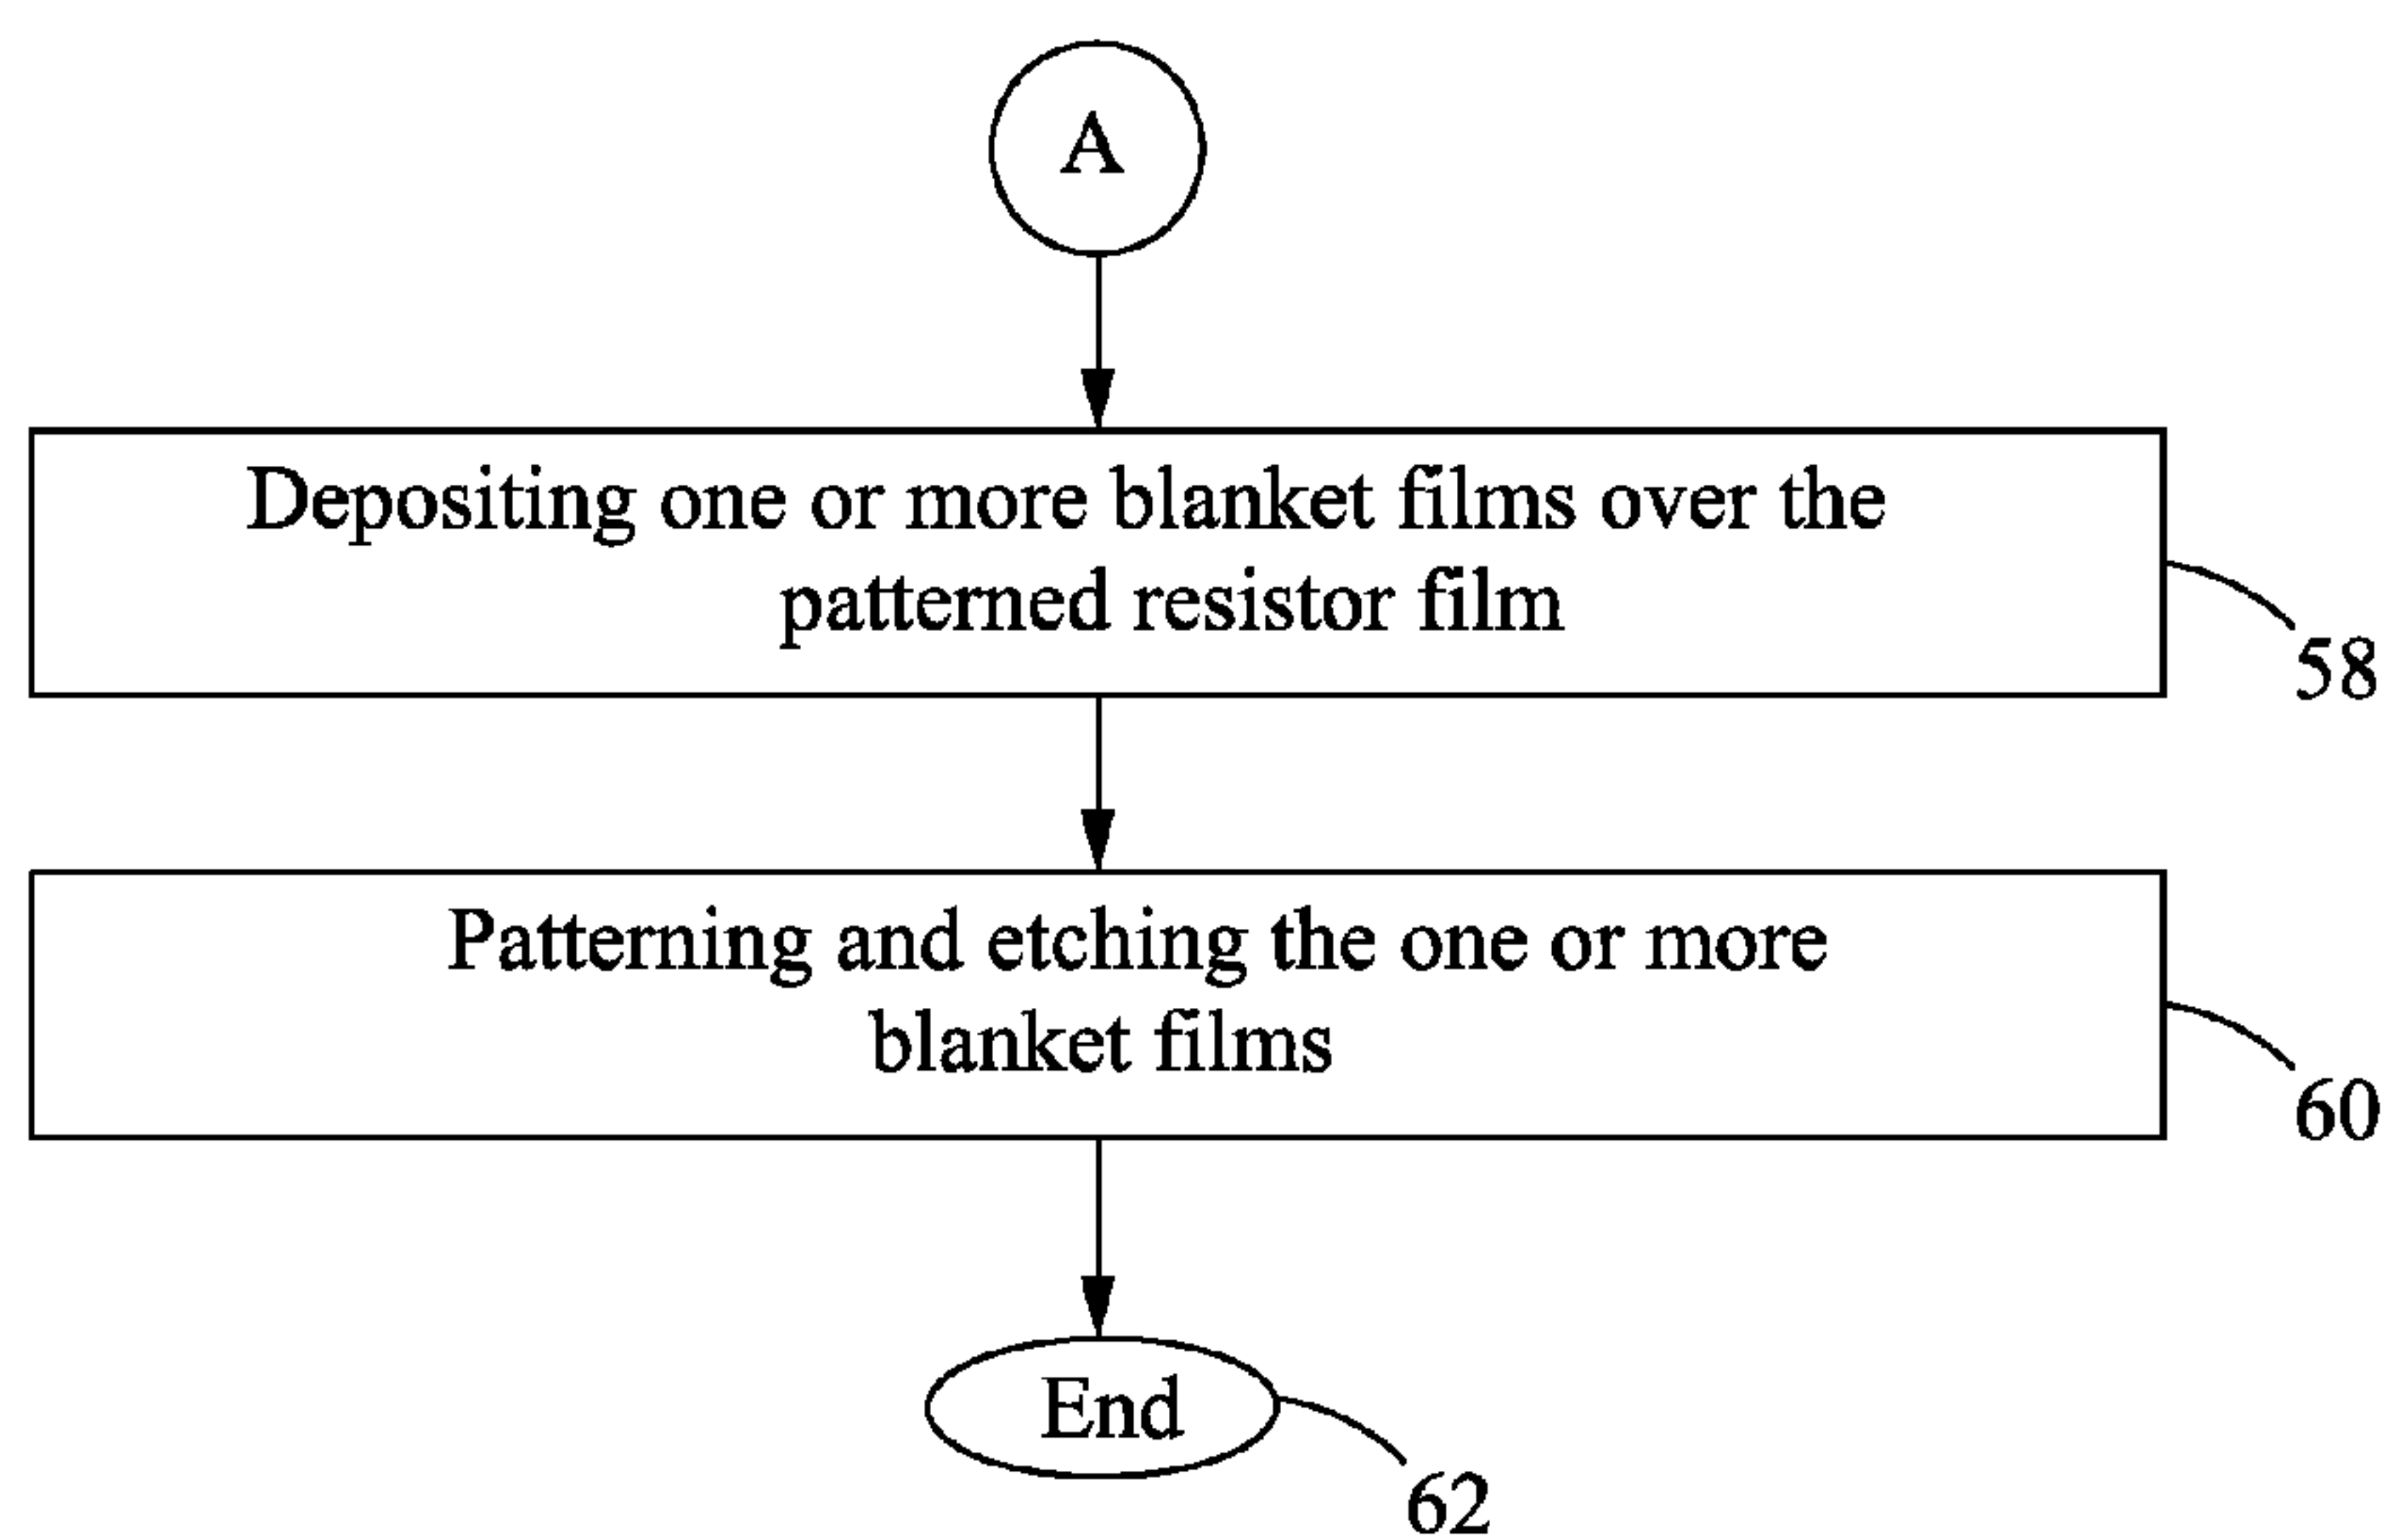 A
Depositing one or more blanket films over the
patterned resistor film
58
Patterning and etching the one or more
blanket films
60
End
62